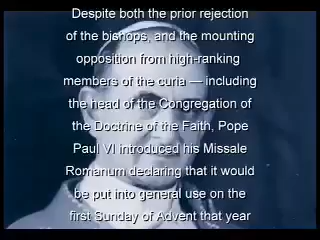 Despite both the prior rejection
of the bishops, and the mounting
opposition from high-ranking
members of the curia — including
the head of the Congregation of
the Doctrine of the Faith, Pope
Paul VI introduced his Missale
Romanum declaring that it would
be put into general use on the
first Sunday of Advent that year